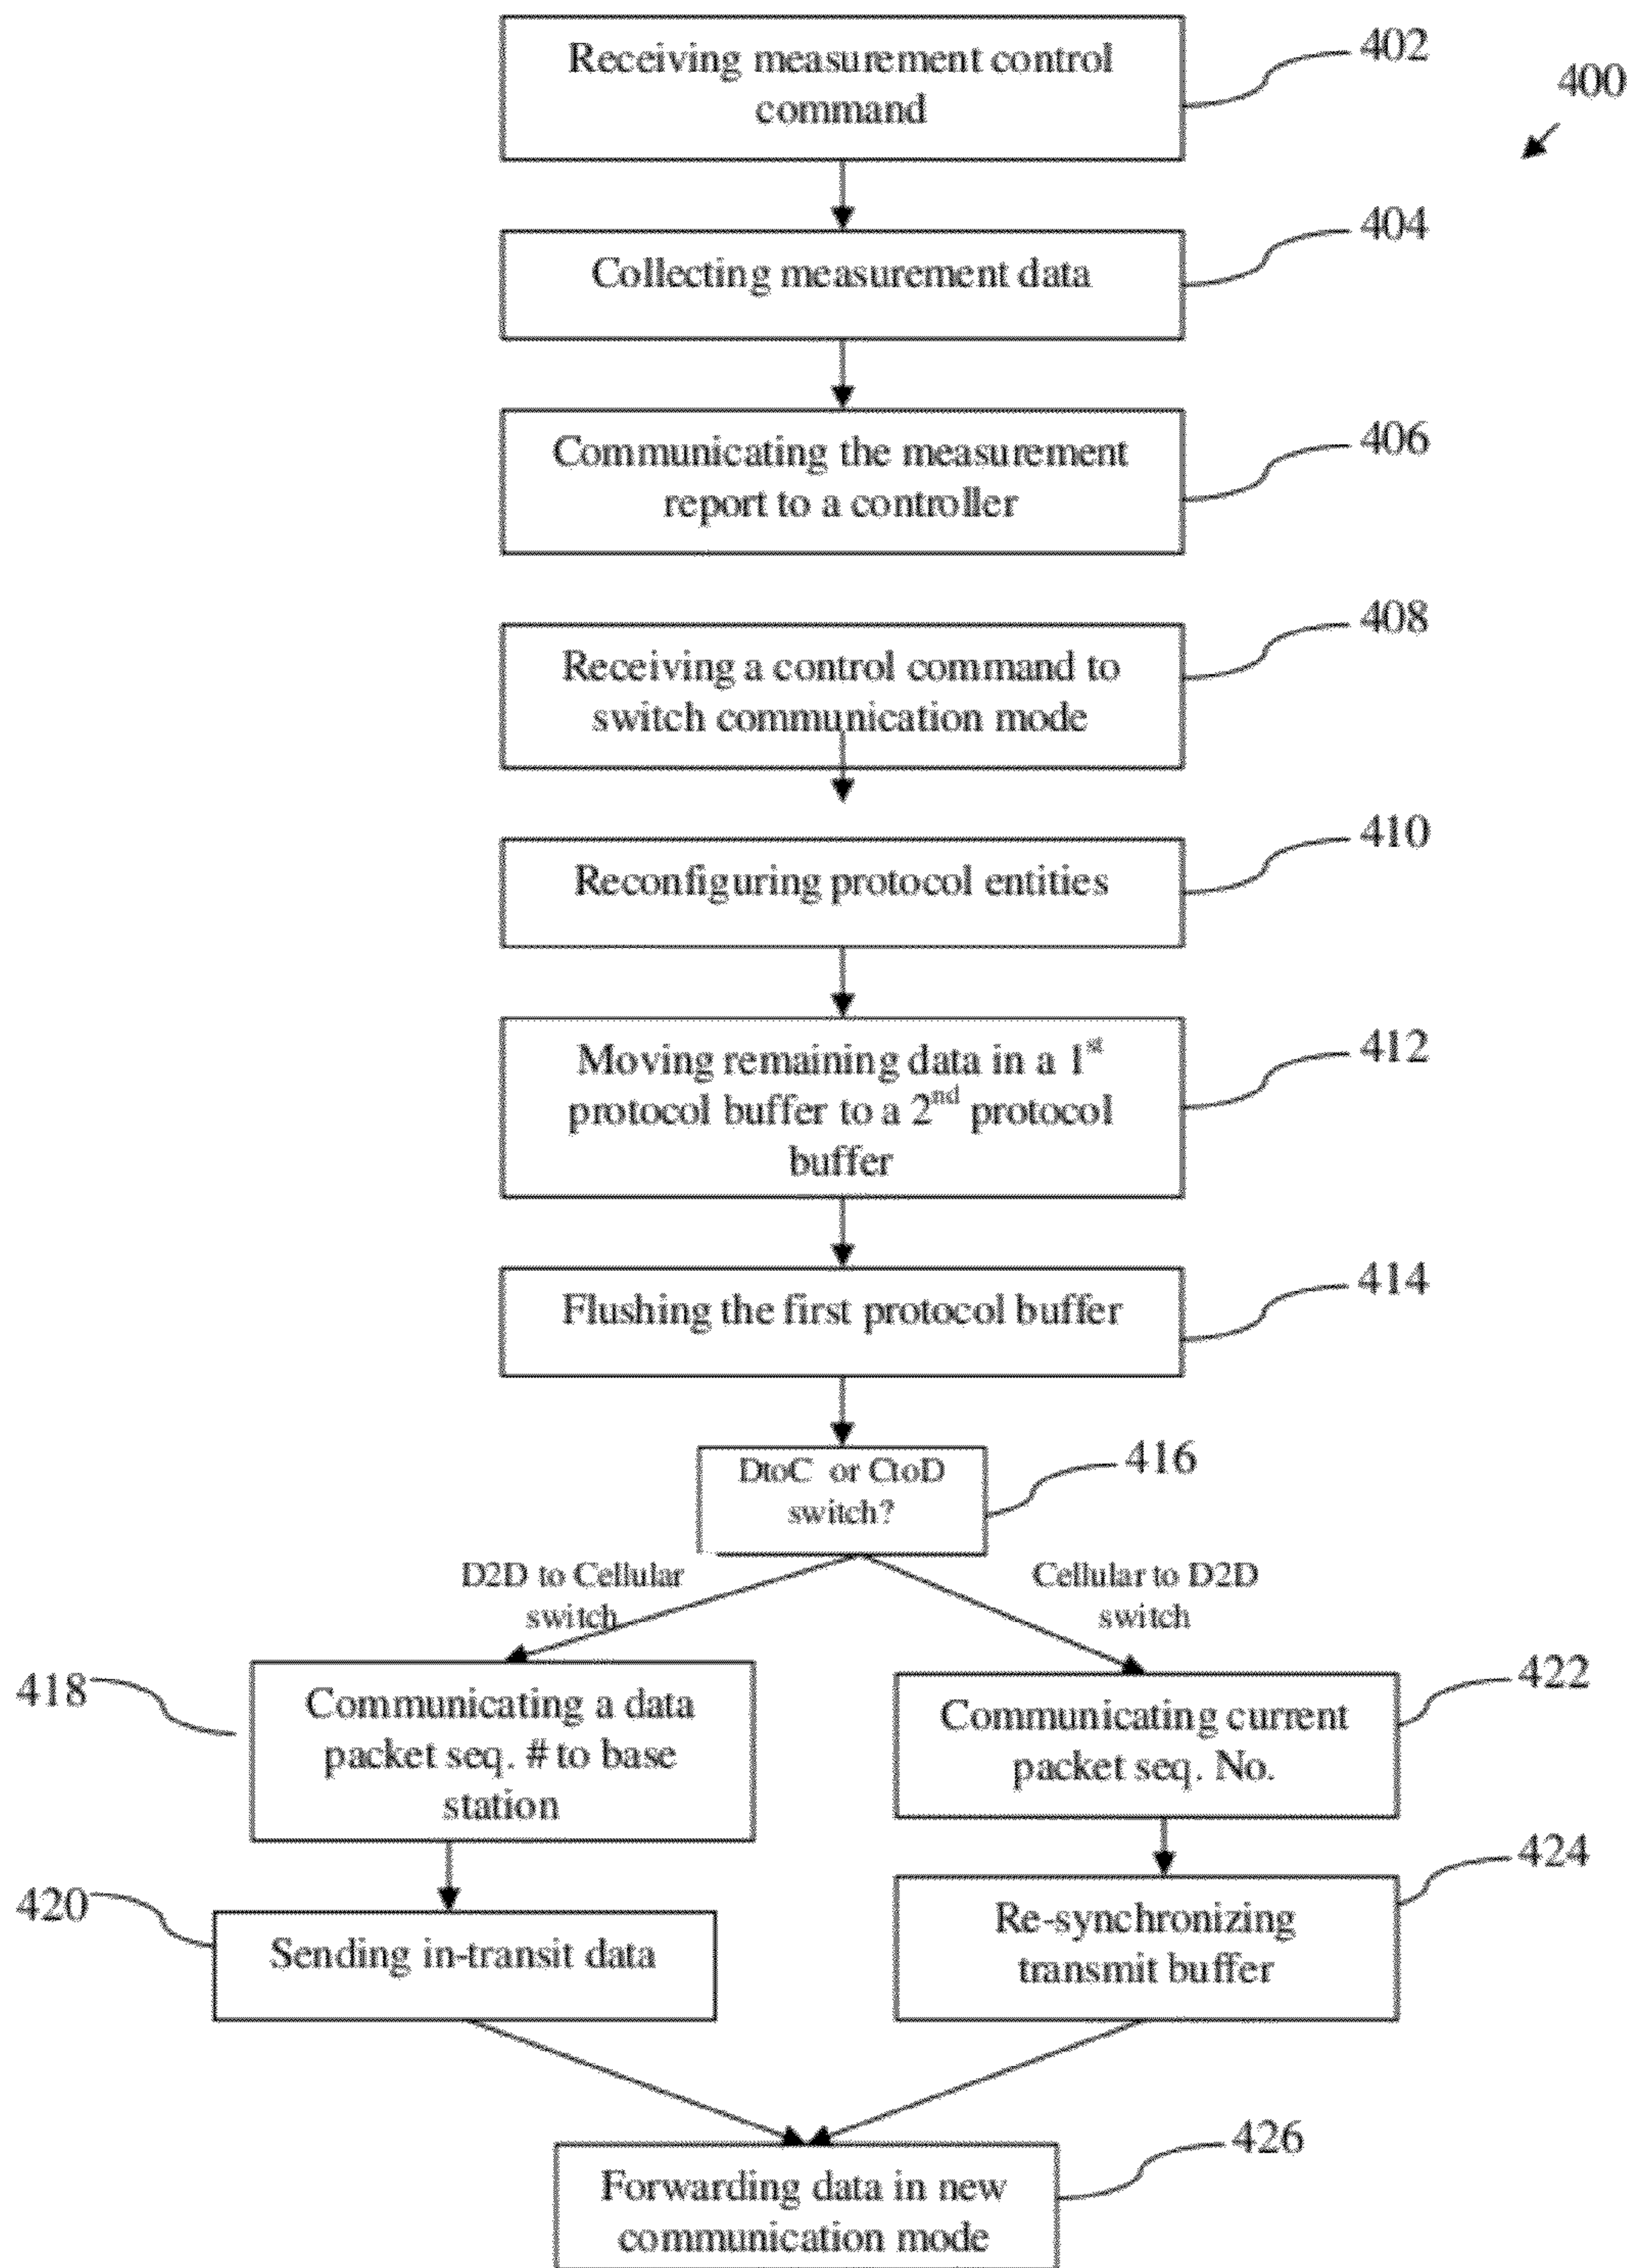 Receiving measurement control
command
402
400
Collecting measurement data
404
Communicating the measurement
report to a controller
406
Receiving a control command to
switch communication mode
408
Reconfiguring protocol entities
410
Moving remaining data in a 1st
protocol buffer to a 2nd protocol
buffer
412
Flushing the first protocol buffer
414
DtoC or CtoD
switch?
416
D2D to Cellular
switch
Cellular to D2D
switch
418
Communicating a data
packet seq. # to base
station
Communicating current
packet seq. No.
422
420
Sending in-transit data
Re-synchronizing
transmit buffer
424
Forwarding data in new
communication mode
426